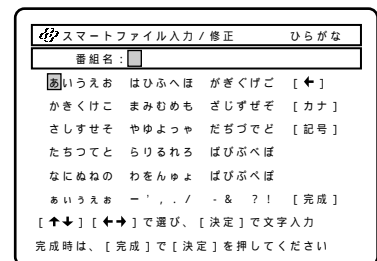 スマートファイル入力/修正 ひらがな
番組名:
あいうえお はひふへほ がぎぐげご [←]
かきくけこ まみむめも ざじずぜぞ [カナ]
さしすせそ やゆよっゃ だぢづでど [記号]
たちつてと らりるれろ ばびぶべぼ
なにぬねの わをんゅょ ぱぴぷぺぽ
ぁぃぅぇぉ ー',./ -&?! [完成]
[↑↓][←→]で選び、[決定]で文字入力
完成時は、[完成]で[決定]を押してください